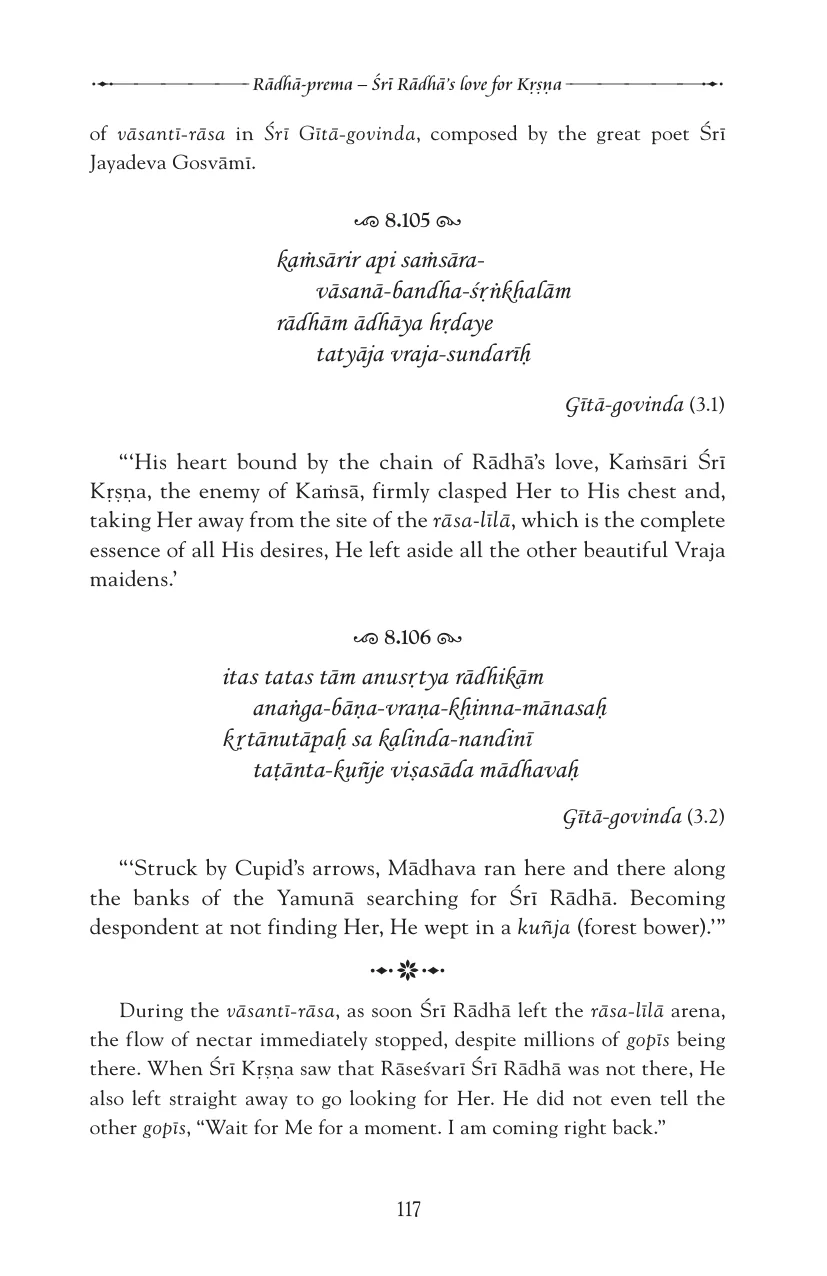 Rādhā-prema – Śrī Rādhā's love for Kṛṣṇa
of vāsantī-rāsa in Śrī Gītā-govinda, composed by the great poet Śrī
Jayadeva Gosvāmī.
8.105
kaṁsārir api saṁsāra-
vāsanā-bandha-śṛṅkhalām
rādhām ādhāya hṛdaye
tatyāja vraja-sundarīḥ
Gītā-govinda (3.1)
“‘His heart bound by the chain of Rādhā’s love, Kaṁsāri Śrī
Kṛṣṇa, the enemy of Kaṁsā, firmly clasped Her to His chest and,
taking Her away from the site of the rāsa-līlā, which is the complete
essence of all His desires, He left aside all the other beautiful Vraja
maidens.’
8.106
itas tatas tām anusṛtya rādhikām
anaṅga-bāṇa-vraṇa-khinna-mānasaḥ
kṛtānutāpaḥ sa kalinda-nandinī
taṭānta-kuñje viṣasāda mādhavaḥ
Gītā-govinda (3.2)
“‘Struck by Cupid’s arrows, Mādhava ran here and there along
the banks of the Yamunā searching for Śrī Rādhā. Becoming
despondent at not finding Her, He wept in a kuñja (forest bower).’”
During the vāsantī-rāsa, as soon Śrī Rādhā left the rāsa-līlā arena,
the flow of nectar immediately stopped, despite millions of gopīs being
there. When Śrī Kṛṣṇa saw that Rāseśvarī Śrī Rādhā was not there, He
also left straight away to go looking for Her. He did not even tell the
other gopīs, “Wait for Me for a moment. I am coming right back.”
117